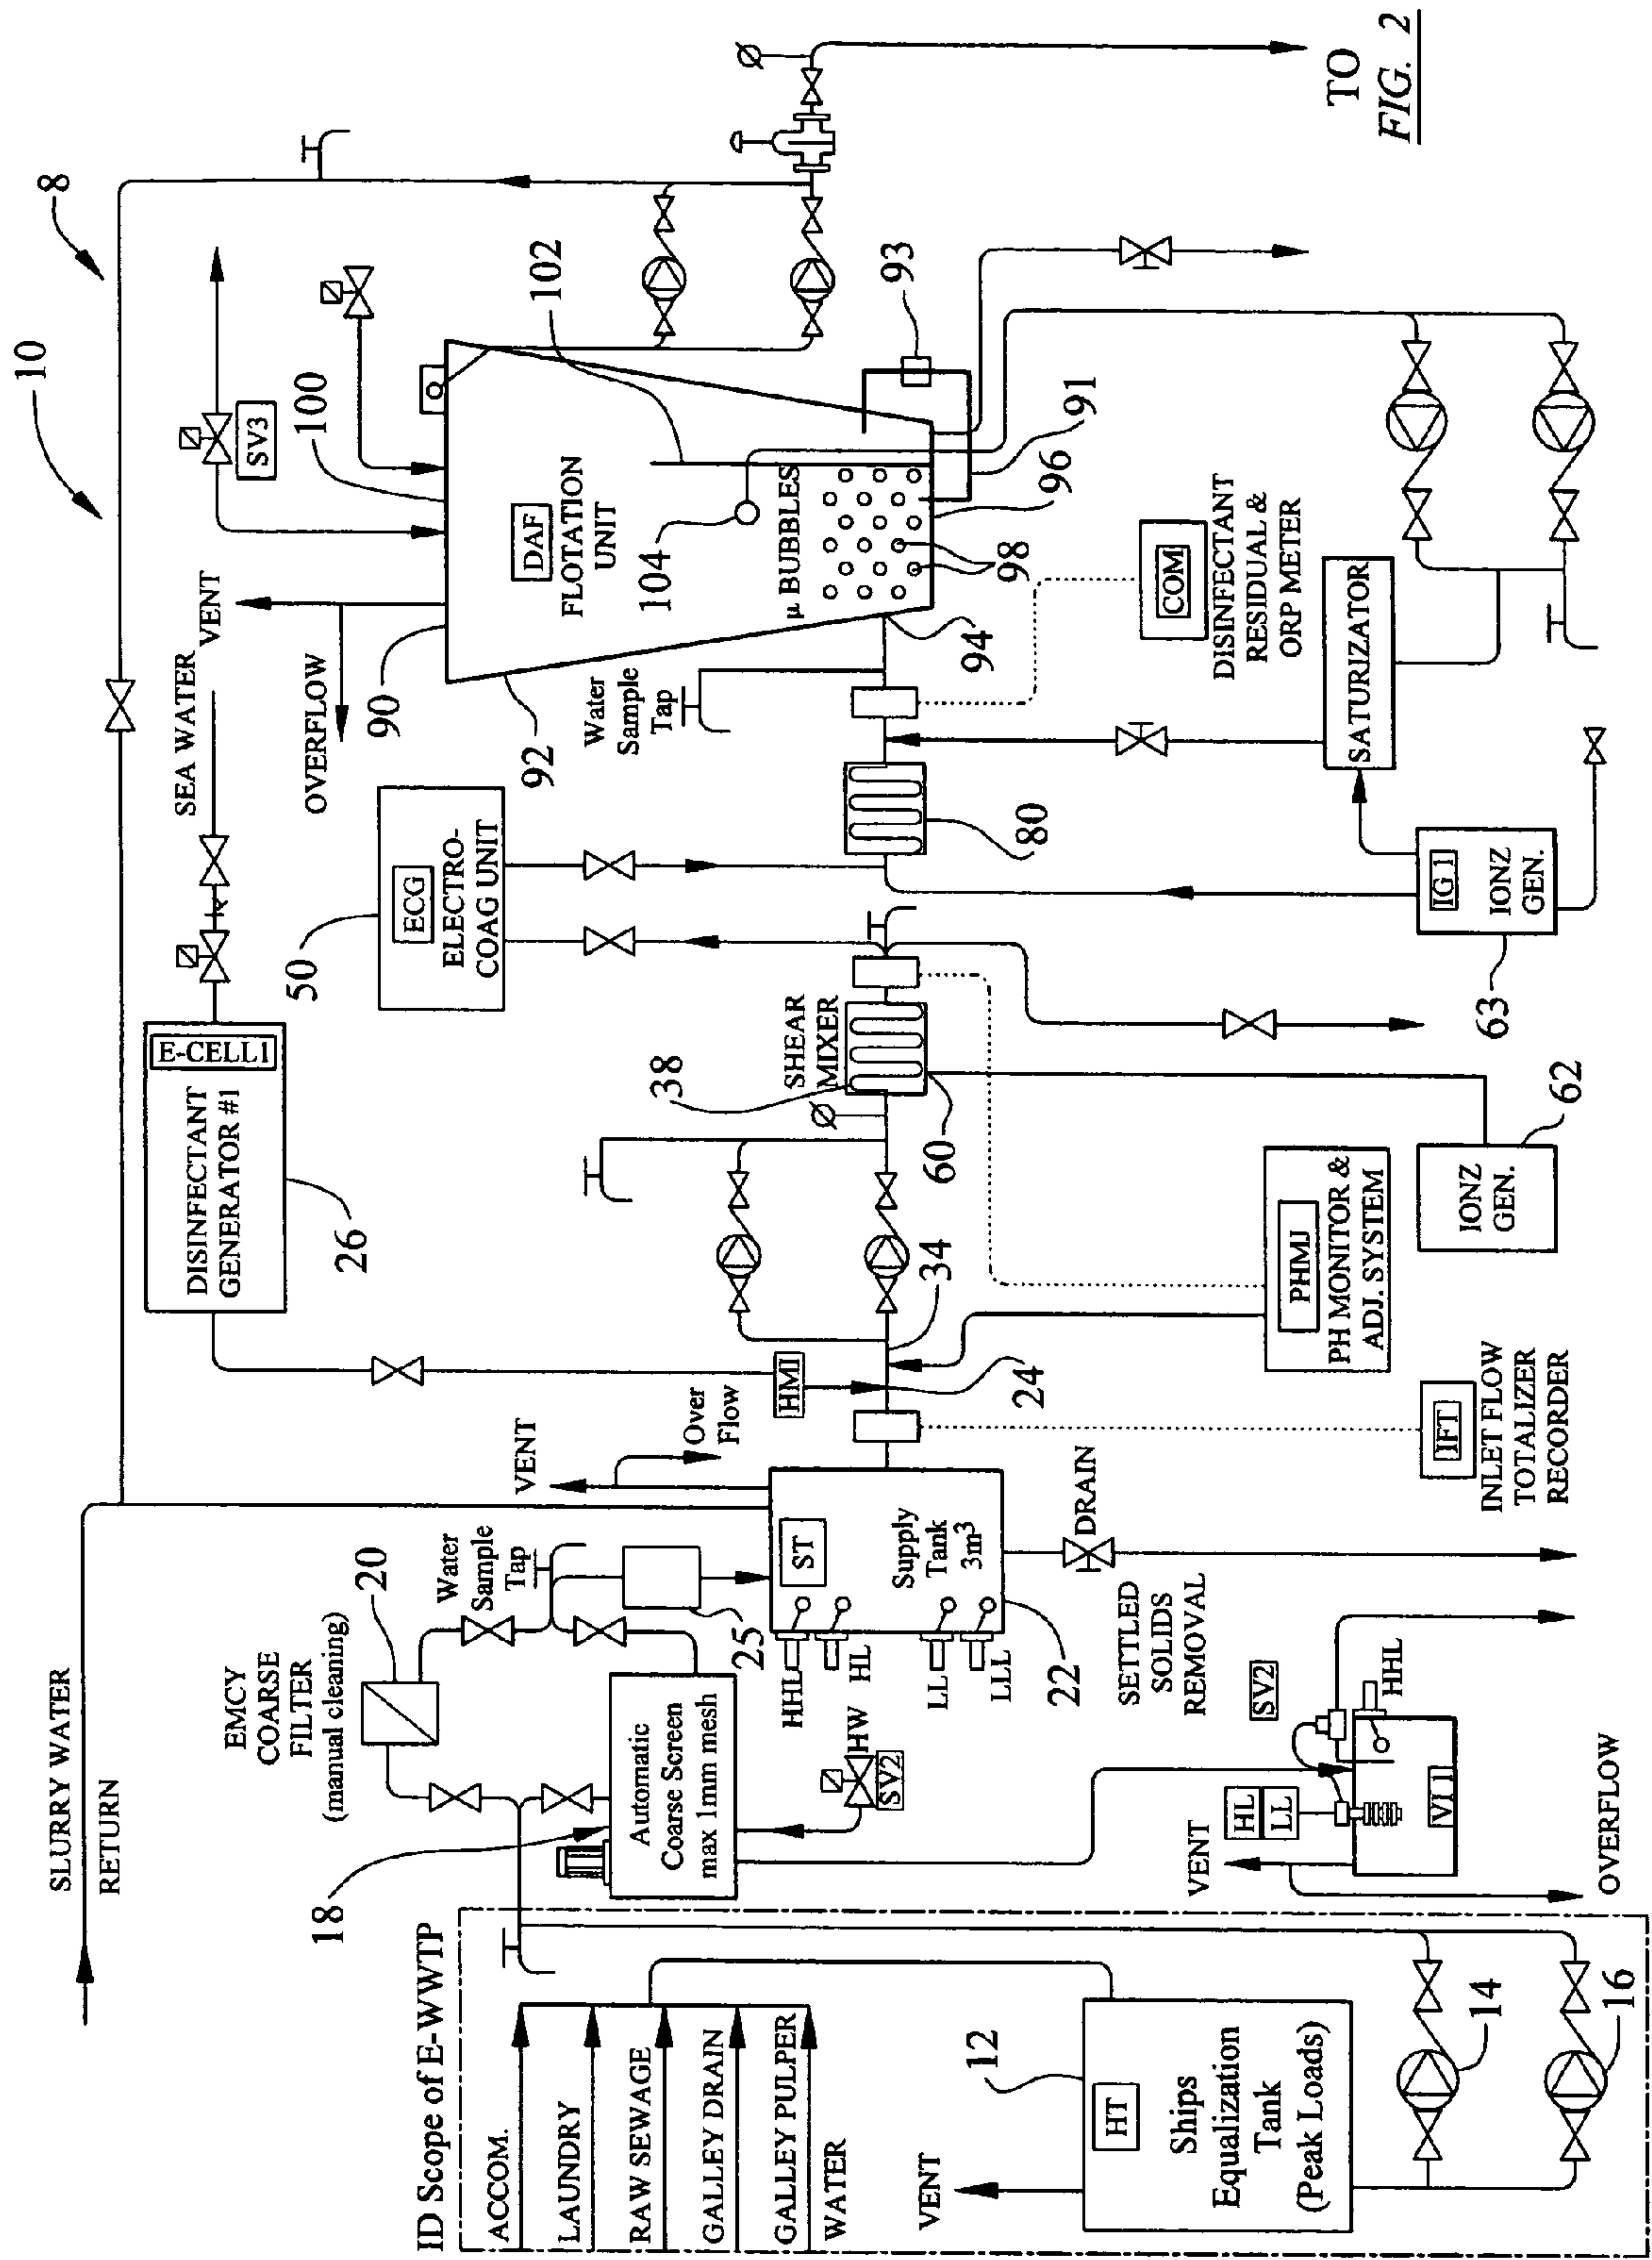 10
8
SLURRY WATER
RETURN
EMCY
COARSE
FILTER
(manual cleaning)
20
Water
Sample
Tap
25
VENT
Over
Flow
DISINFECTANT
GENERATOR #1
E-CELL1
26
SEA WATER
VENT
OVERFLOW
SV3
100
90
92
DAF
FLOTATION
UNIT
102
104
µ BUBBLES
98
96
91
93
94
Water
Sample
Tap
50
ECG
ELECTRO-
COAG UNIT
80
SHEAR
MIXER
38
60
34
24
HMI
ST
Supply
Tank
3m³
HHL
HL
LL
LLL
22
DRAIN
SETTLED
SOLIDS
REMOVAL
18
Automatic
Coarse Screen
max 1mm mesh
HW
SV2
ID Scope of E-WWTP
ACCOM.
LAUNDRY
RAW SEWAGE
GALLEY DRAIN
GALLEY PULPER
WATER
VENT
12
HT
Ships
Equalization
Tank
(Peak Loads)
14
16
VENT
HL
LL
SV2
HHL
VI 1
OVERFLOW
IFT
INLET FLOW
TOTALIZER
RECORDER
PHMJ
PH MONITOR &
ADJ. SYSTEM
IONZ
GEN.
62
IG 1
IONZ
GEN.
63
SATURIZATOR
COM
DISINFECTANT
RESIDUAL &
ORP METER
TO
FIG. 2